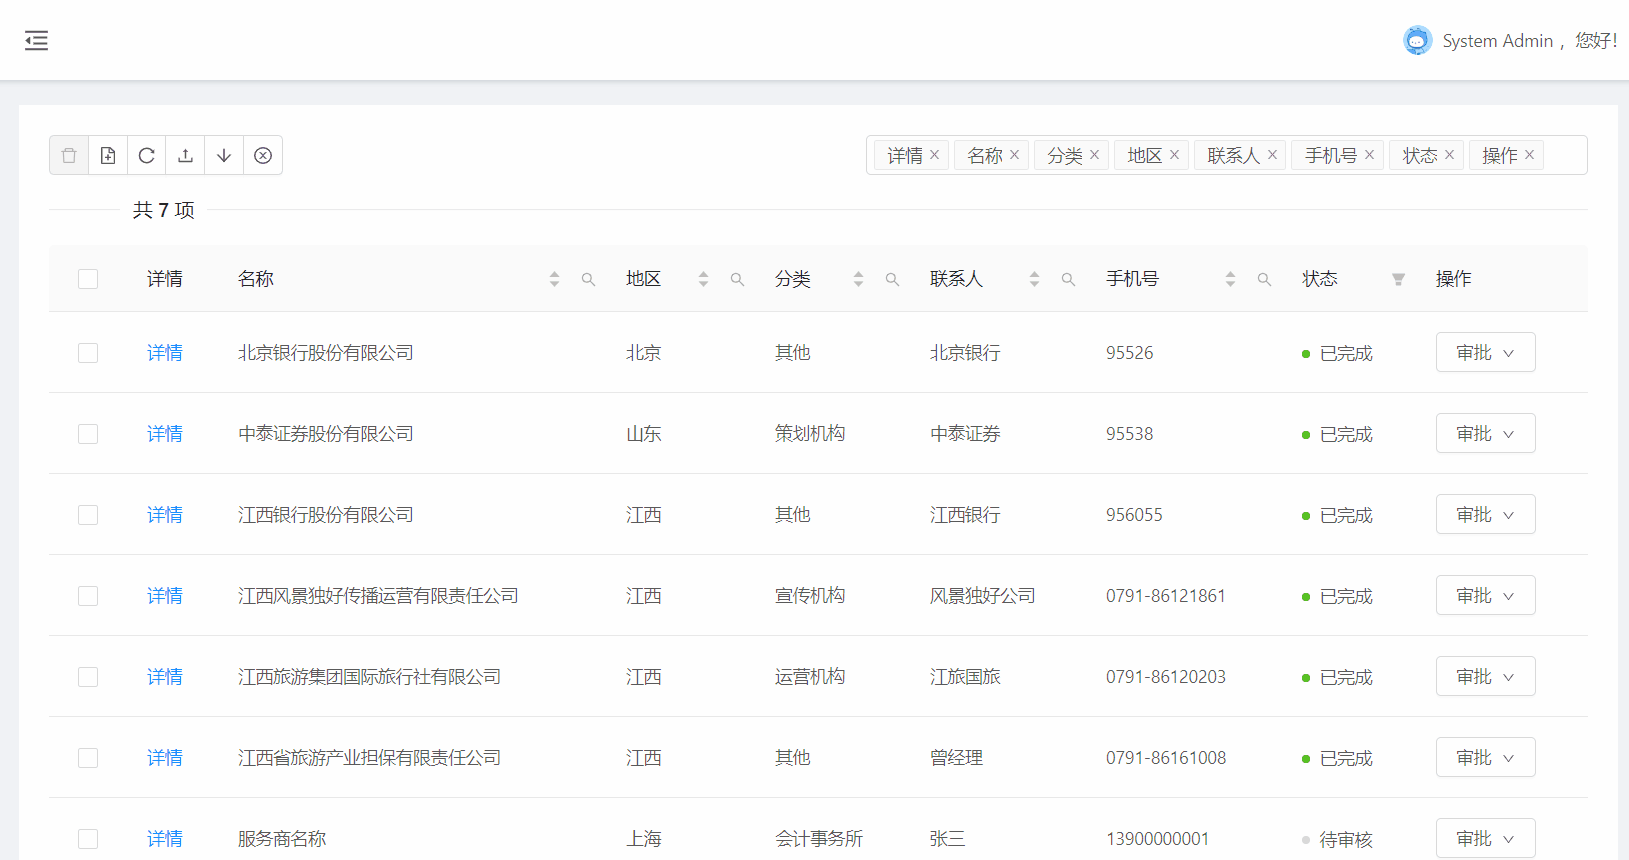 System Admin ，您好！
详情 × 名称 × 分类 × 地区 × 联系人 × 手机号 × 状态 × 操作 ×
共 7 项
详情 名称 地区 分类 联系人 手机号 状态 操作
详情 北京银行股份有限公司 北京 其他 北京银行 95526 已完成 审批
详情 中泰证券股份有限公司 山东 策划机构 中泰证券 95538 已完成 审批
详情 江西银行股份有限公司 江西 其他 江西银行 956055 已完成 审批
详情 江西风景独好传播运营有限责任公司 江西 宣传机构 风景独好公司 0791-86121861 已完成 审批
详情 江西旅游集团国际旅行社有限公司 江西 运营机构 江旅国旅 0791-86120203 已完成 审批
详情 江西省旅游产业担保有限责任公司 江西 其他 曾经理 0791-86161008 已完成 审批
详情 服务商名称 上海 会计事务所 张三 13900000001 待审核 审批